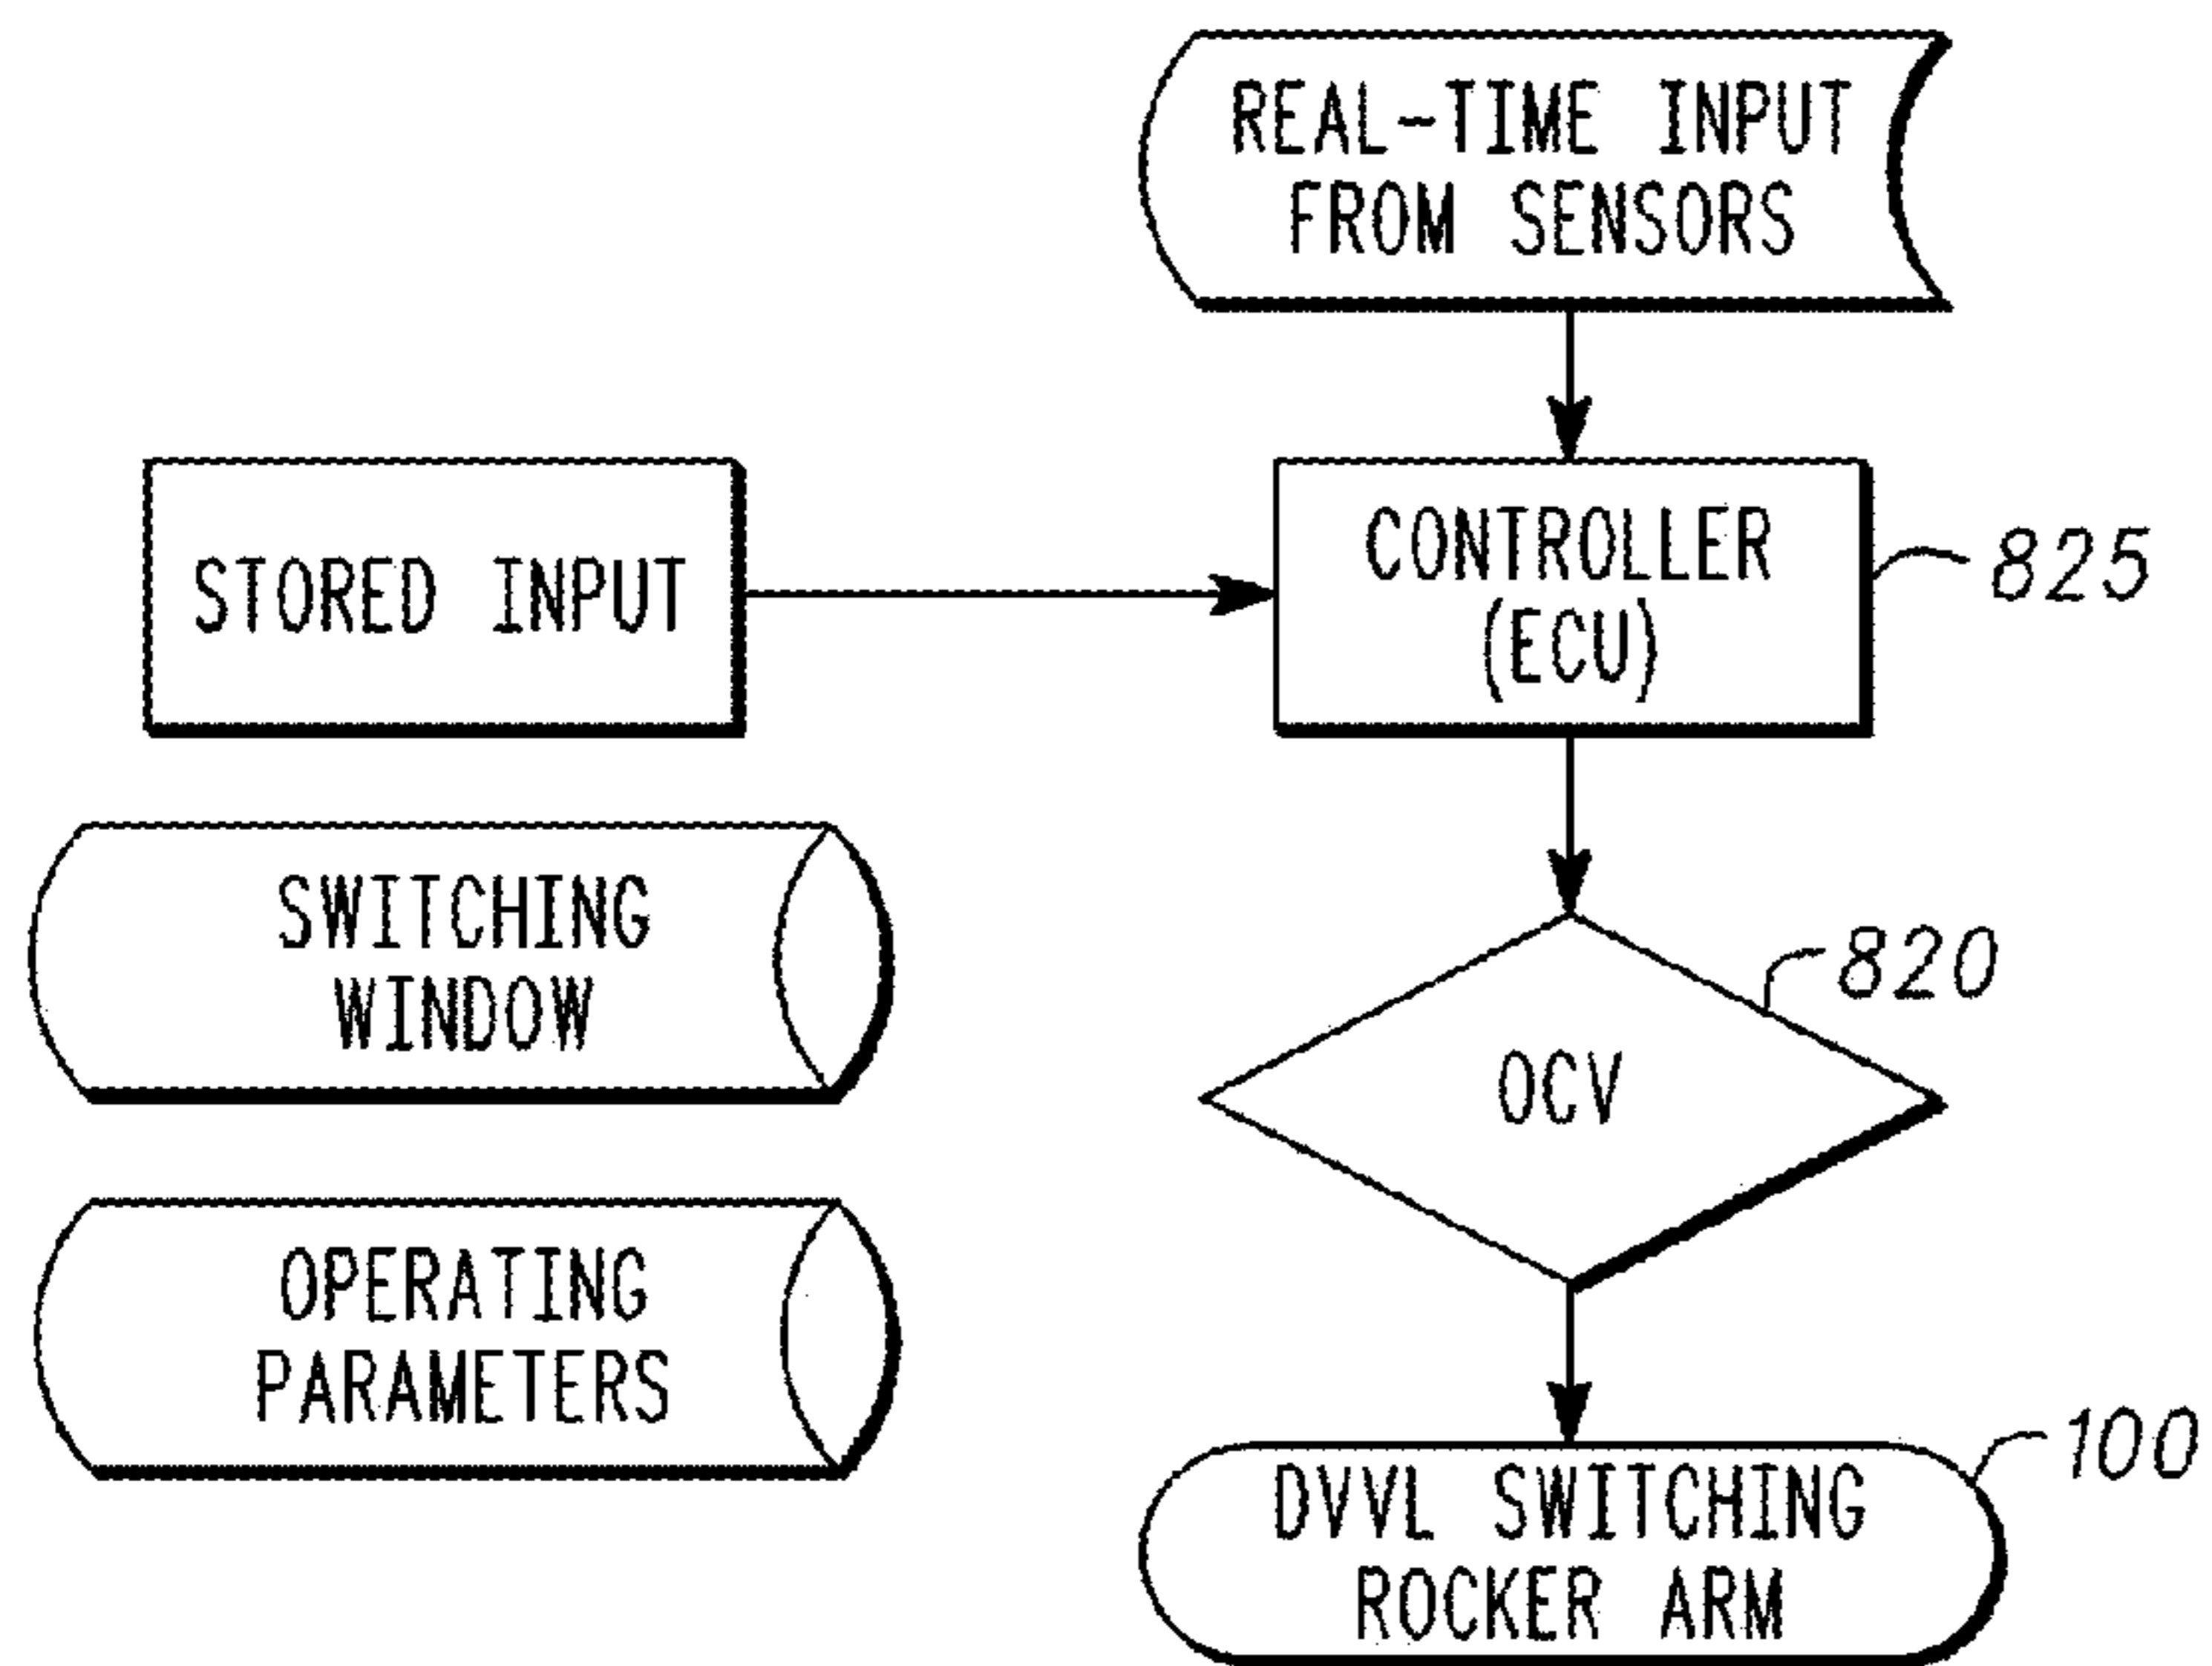 REAL-TIME INPUT
FROM SENSORS
STORED INPUT
CONTROLLER
(ECU)
825
SWITCHING
WINDOW
820
OCV
OPERATING
PARAMETERS
100
DVVL SWITCHING
ROCKER ARM